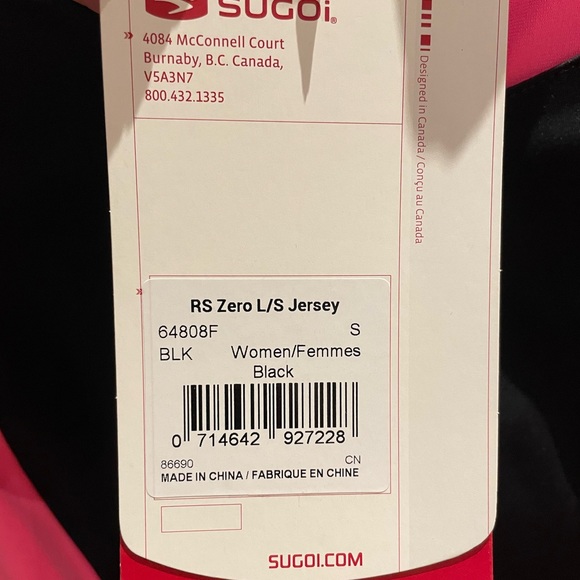 SUGOi®
4084 McConnell Court
Burnaby, B.C. Canada,
V5A3N7
800.432.1335
Designed in Canada / Conçu au Canada
RS Zero L/S Jersey
64808F S
BLK Women/Femmes
Black
0 714642 927228
86690 CN
MADE IN CHINA / FABRIQUE EN CHINE
SUGOI.COM